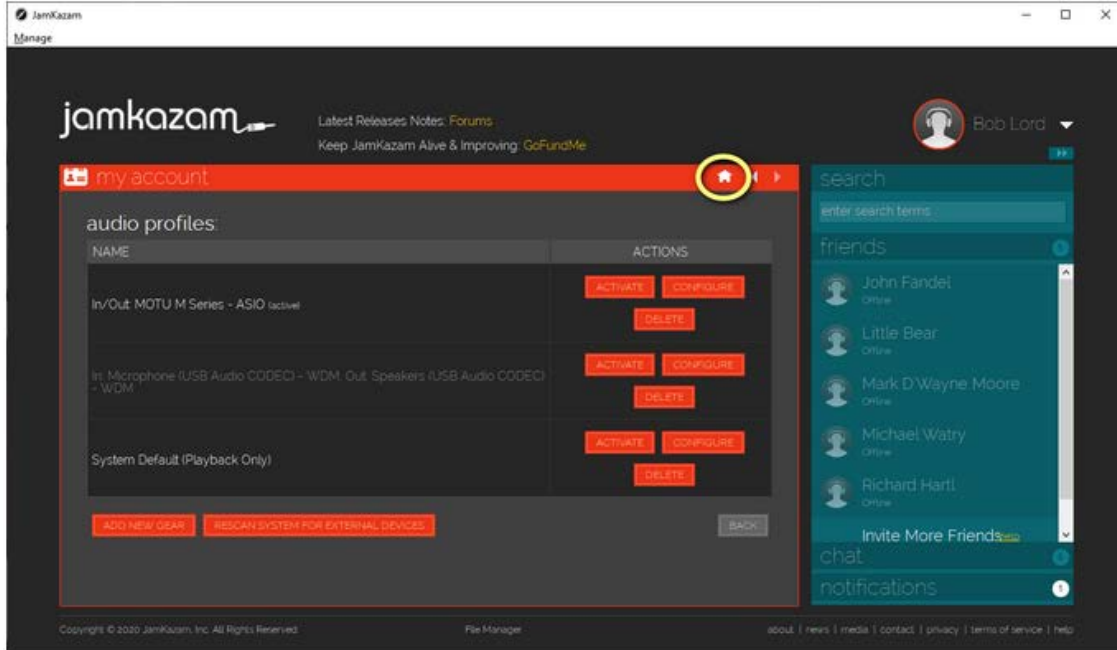 JamKazam
Manage
jamkazam
Latest Releases Notes: Forums
Keep JamKazam Alive & Improving: GoFundMe
Bob Lord
my account
search
enter search terms
audio profiles:
friends
NAME ACTIONS
In/Out: MOTU M Series - ASIO (active)
ACTIVATE CONFIGURE
DELETE
In: Microphone (USB Audio CODEC) - WDM, Out: Speakers (USB Audio CODEC)
- WDM
ACTIVATE CONFIGURE
DELETE
System Default (Playback Only)
ACTIVATE CONFIGURE
DELETE
ADD NEW GEAR RESCAN SYSTEM FOR EXTERNAL DEVICES BACK
John Fandel
Offline
Little Bear
Offline
Mark D'Wayne Moore
Offline
Michael Watry
Offline
Richard Hartl
Invite More Friends
chat
notifications 1
Copyright © 2020 JamKazam, Inc. All Rights Reserved. File Manager about | news | media | contact | privacy | terms of service | help